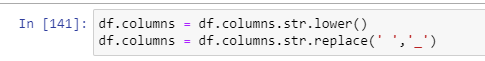 In [141]: df.columns = df.columns.str.lower()
df.columns = df.columns.str.replace(' ','_')